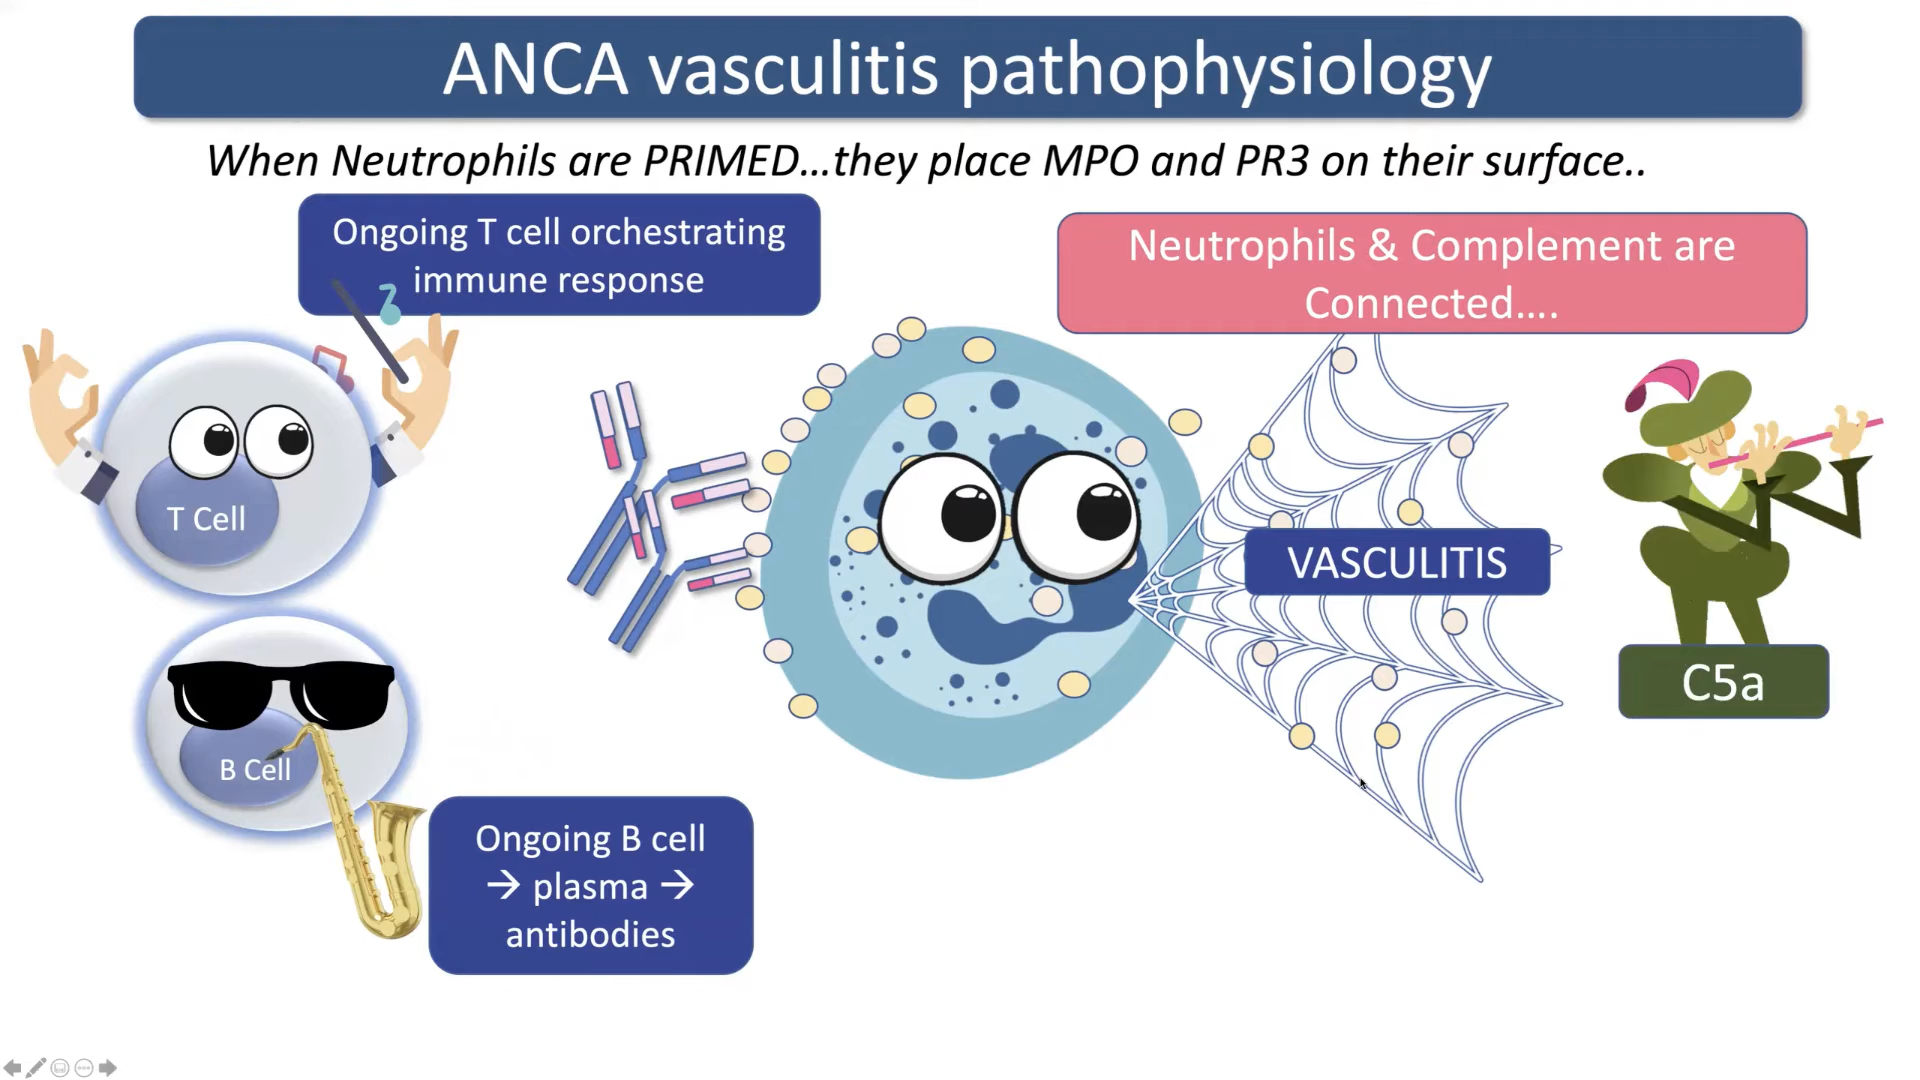 ANCA vasculitis pathophysiology
When Neutrophils are PRIMED...they place MPO and PR3 on their surface..
Ongoing T cell orchestrating
immune response
Neutrophils & Complement are
Connected....
T Cell
VASCULITIS
C5a
B Cell
Ongoing B cell
→ plasma →
antibodies